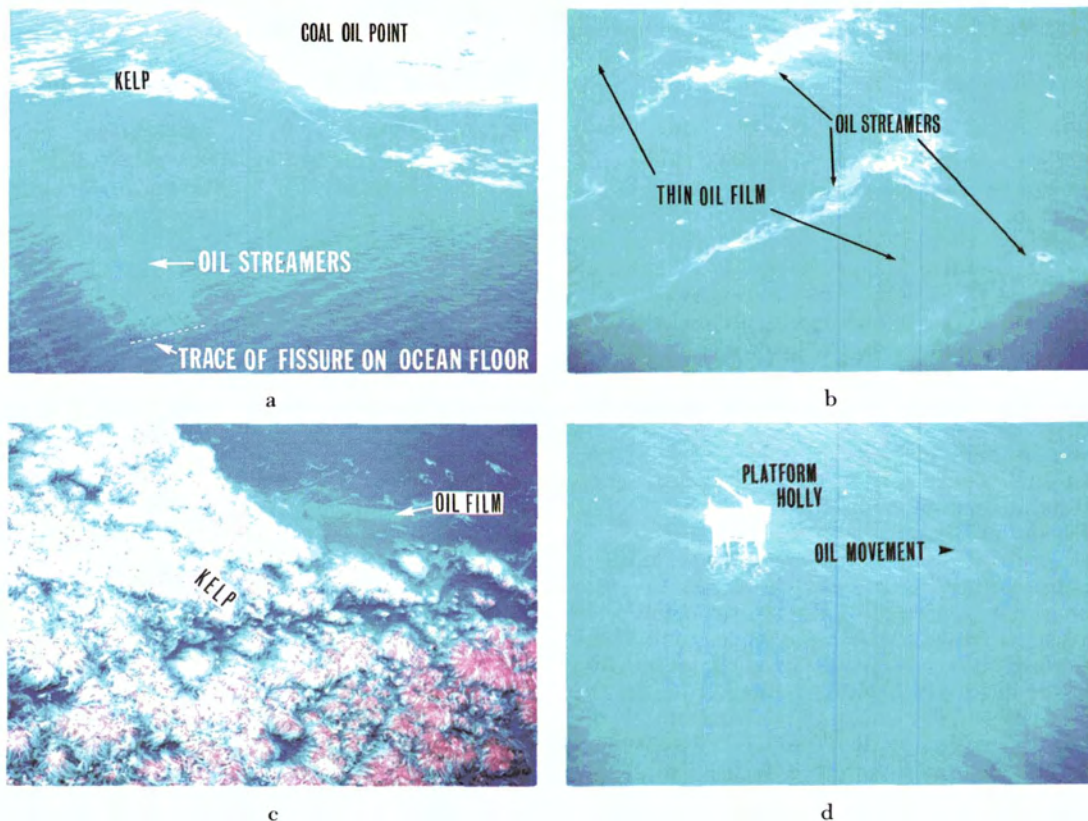 COAL OIL POINT
KELP
OIL STREAMERS
TRACE OF FISSURE ON OCEAN FLOOR
a
OIL STREAMERS
THIN OIL FILM
b
OIL FILM
KELP
c
PLATFORM
HOLLY
OIL MOVEMENT
d